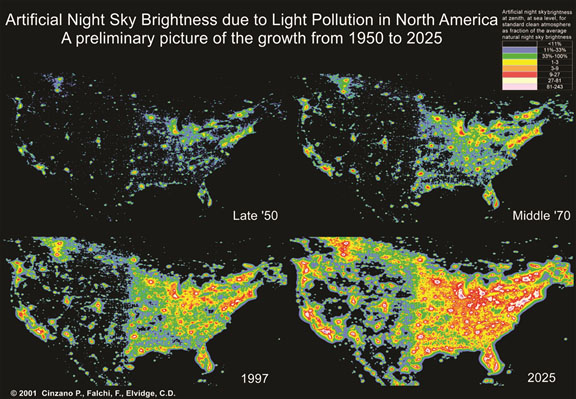 Artificial Night Sky Brightness due to Light Pollution in North America
A preliminary picture of the growth from 1950 to 2025
Artificial night sky brightness
at zenith, at sea level, for
standard clean atmosphere
as fraction of the average
natural night sky brightness
<11%
11%-33%
33%-100%
1-3
3-9
9-27
27-81
81-243
Late '50
Middle '70
1997
2025
© 2001 Cinzano P., Falchi, F., Elvidge, C.D.